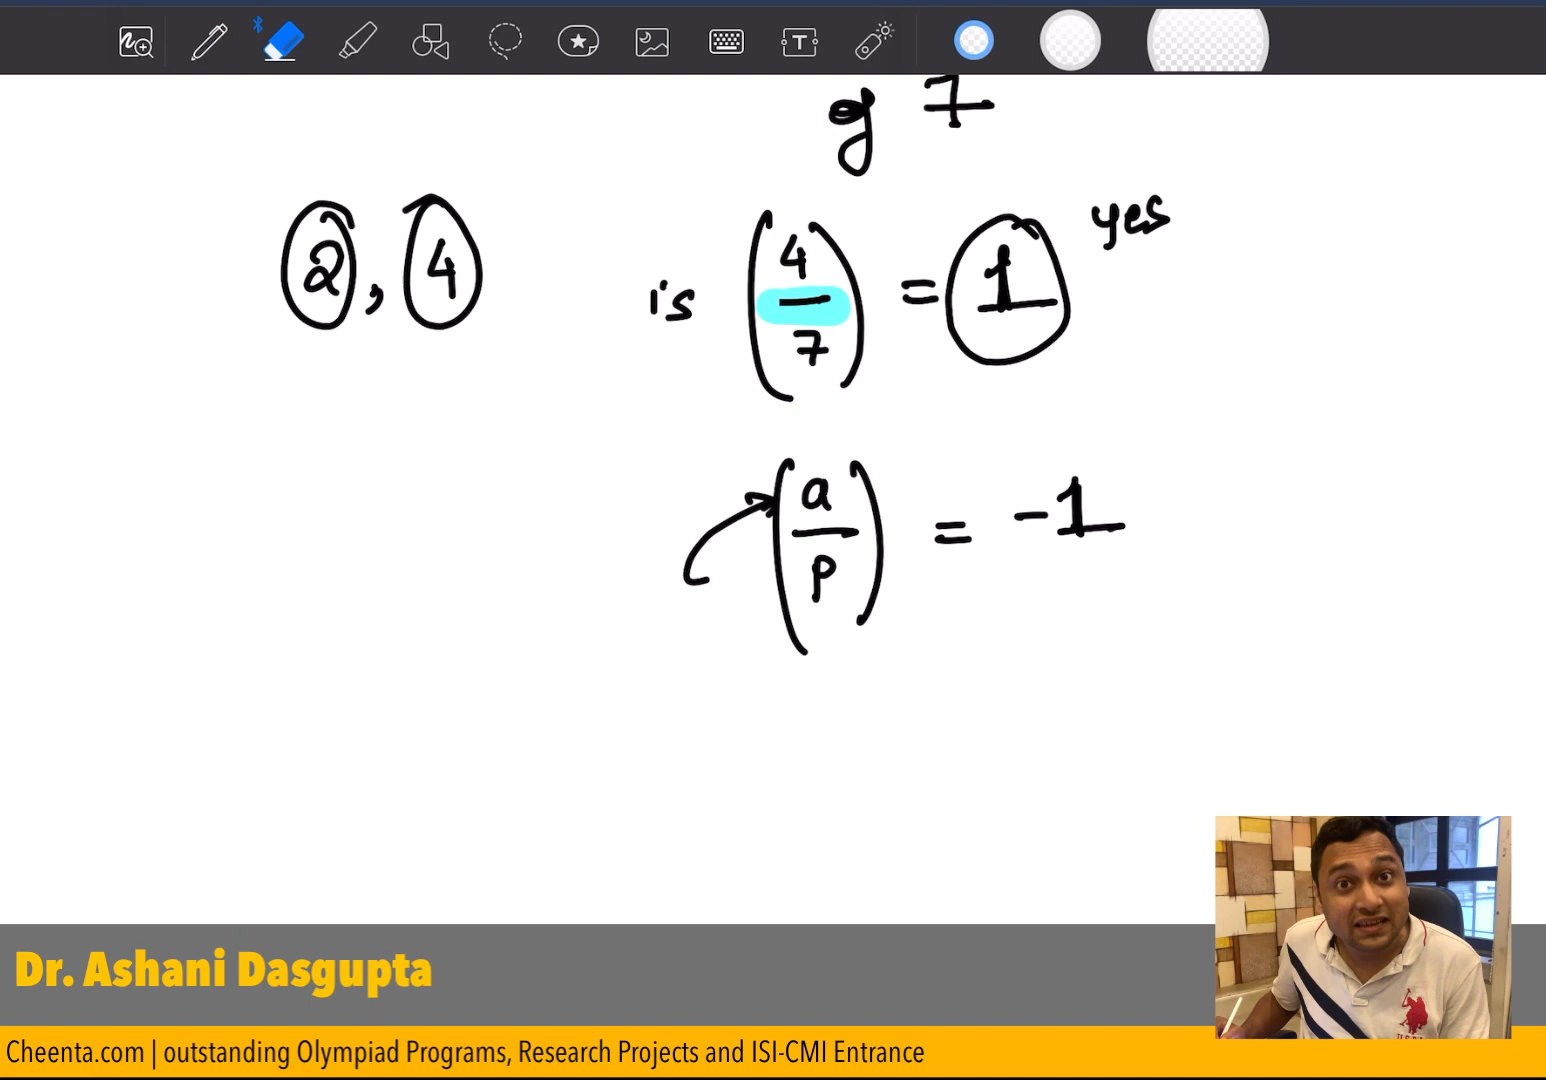 g 7
2, 4
is (4/7) = 1 yes
(a/p) = -1
Dr. Ashani Dasgupta
Cheenta.com | outstanding Olympiad Programs, Research Projects and ISI-CMI Entrance